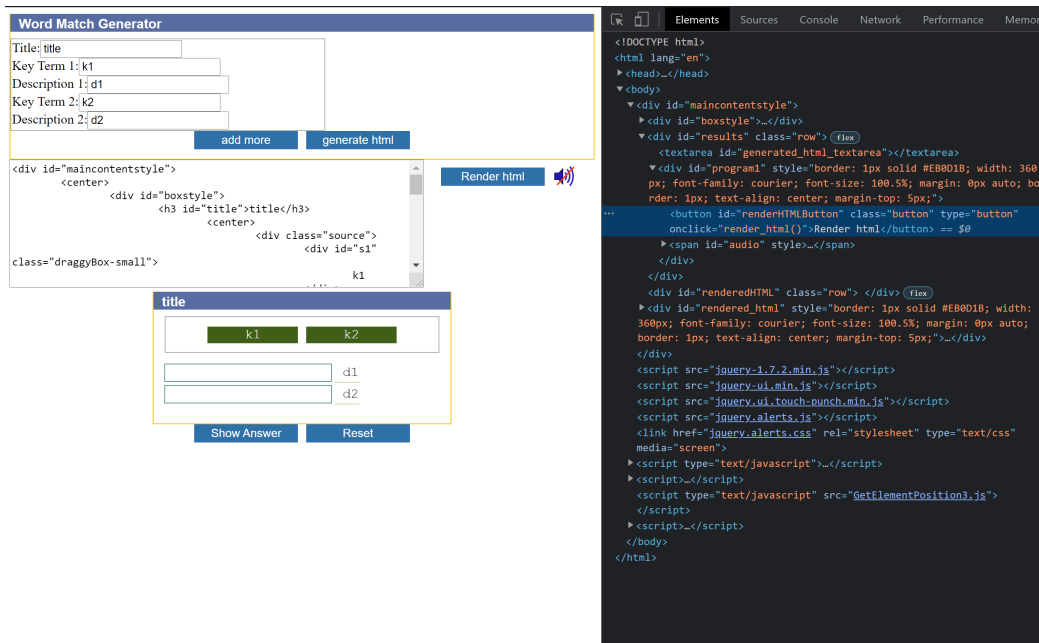 Word Match Generator
Title: title
Key Term 1: k1
Description 1: d1
Key Term 2: k2
Description 2: d2
add more generate html
<div id="maincontentstyle">
<center>
<div id="boxstyle">
<h3 id="title">title</h3>
<center>
<div class="source">
<div id="s1"
class="draggyBox-small">
k1
Render html
title
k1 k2
d1
d2
Show Answer Reset
Elements Sources Console Network Performance Memor
<!DOCTYPE html>
<html lang="en">
<head>…</head>
<body>
<div id="maincontentstyle">
<div id="boxstyle">…</div>
<div id="results" class="row"> flex
<textarea id="generated_html_textarea"></textarea>
<div id="program1" style="border: 1px solid #EB0D1B; width: 360
px; font-family: courier; font-size: 100.5%; margin: 0px auto; bo
rder: 1px; text-align: center; margin-top: 5px;">
<button id="renderHTMLButton" class="button" type="button"
onclick="render_html()">Render html</button> == $0
<span id="audio" style>…</span>
</div>
</div>
<div id="renderedHTML" class="row"> </div> flex
<div id="rendered_html" style="border: 1px solid #EB0D1B; width:
360px; font-family: courier; font-size: 100.5%; margin: 0px auto;
border: 1px; text-align: center; margin-top: 5px;">…</div>
</div>
<script src="jquery-1.7.2.min.js"></script>
<script src="jquery-ui.min.js"></script>
<script src="jquery.ui.touch-punch.min.js"></script>
<script src="jquery.alerts.js"></script>
<link href="jquery.alerts.css" rel="stylesheet" type="text/css"
media="screen">
<script type="text/javascript">…</script>
<script>…</script>
<script type="text/javascript" src="GetElementPosition3.js">
</script>
<script>…</script>
</body>
</html>